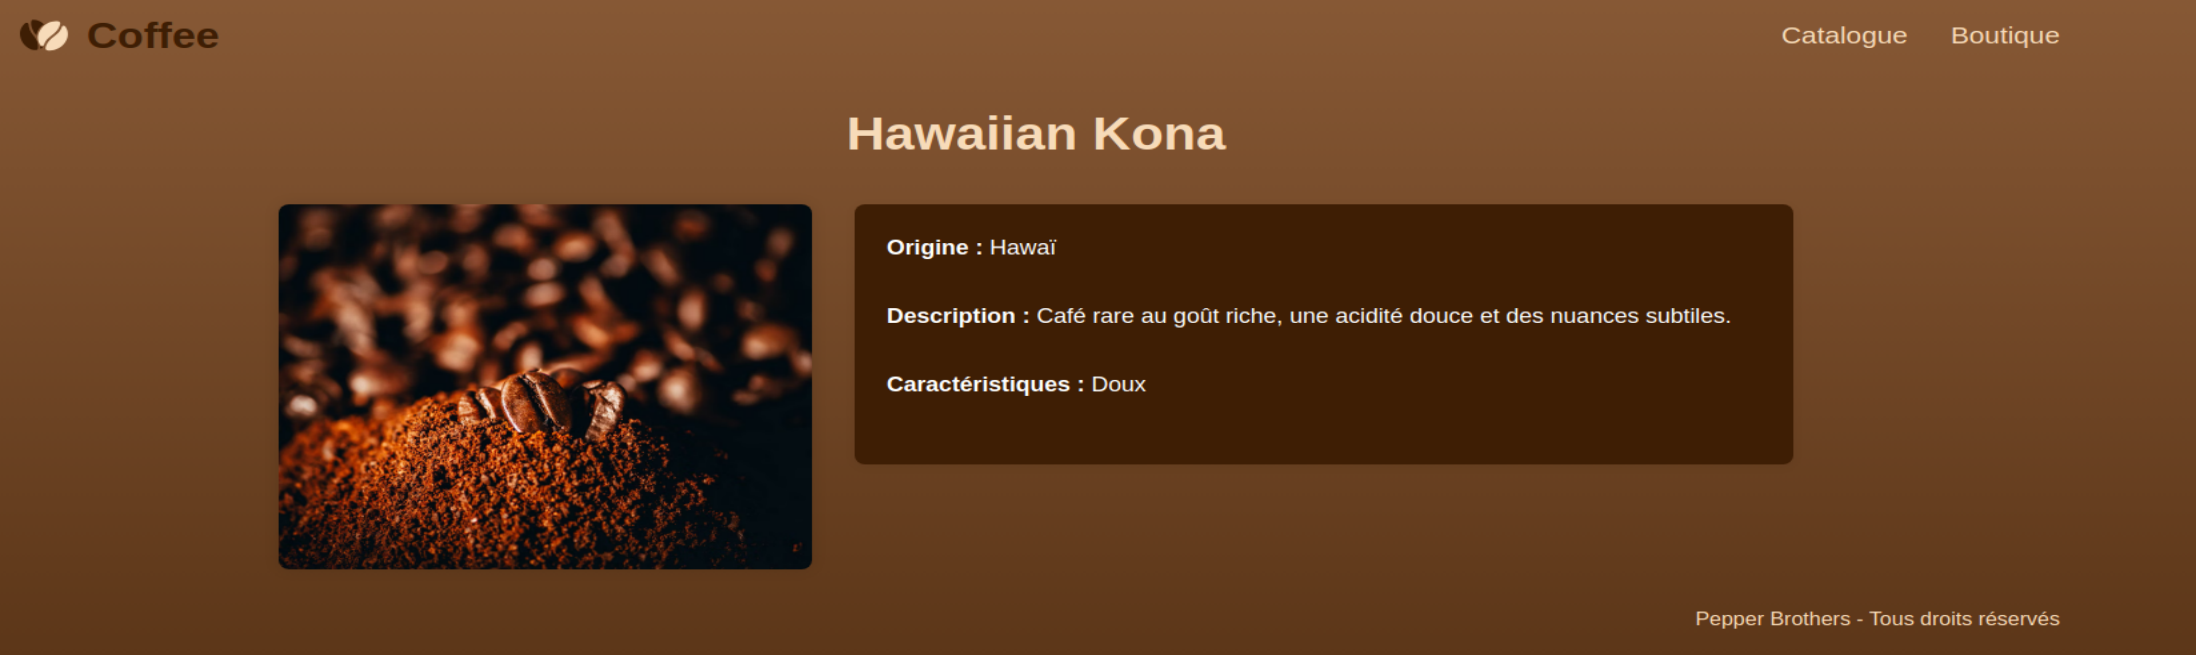 Coffee
Catalogue
Boutique
Hawaiian Kona
Origine : Hawaï
Description : Café rare au goût riche, une acidité douce et des nuances subtiles.
Caractéristiques : Doux
Pepper Brothers - Tous droits réservés